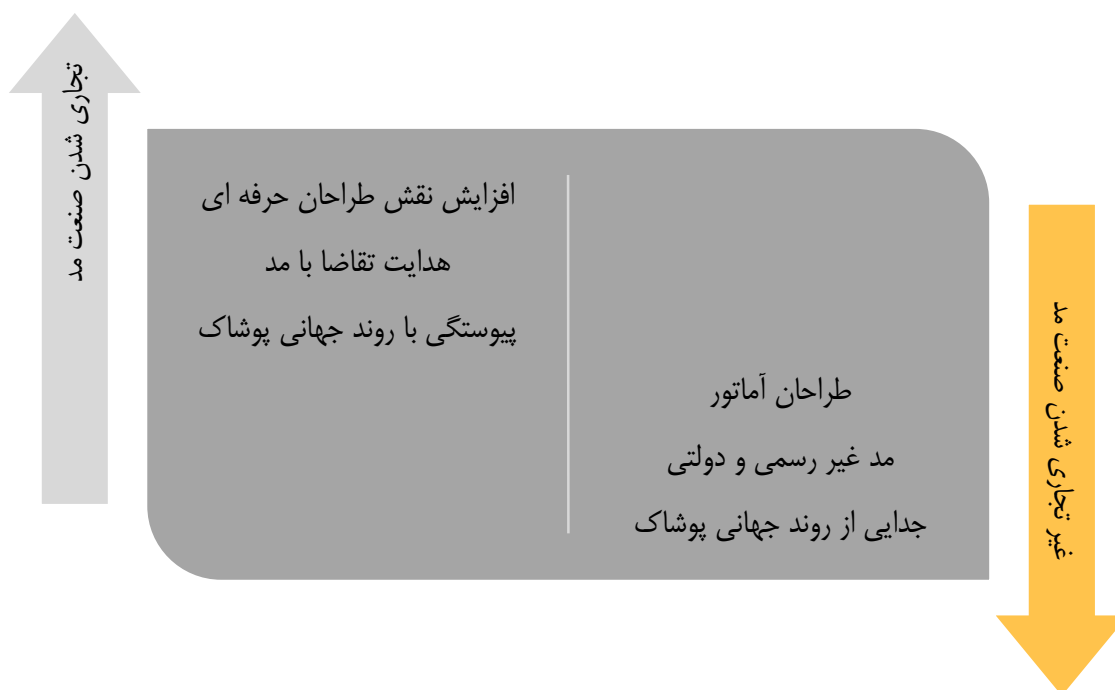 تجاری شدن صنعت مد
افزایش نقش طراحان حرفه ای
هدایت تقاضا با مد
پیوستگی با روند جهانی پوشاک
طراحان آماتور
مد غیر رسمی و دولتی
جدایی از روند جهانی پوشاک
غیر تجاری شدن صنعت مد